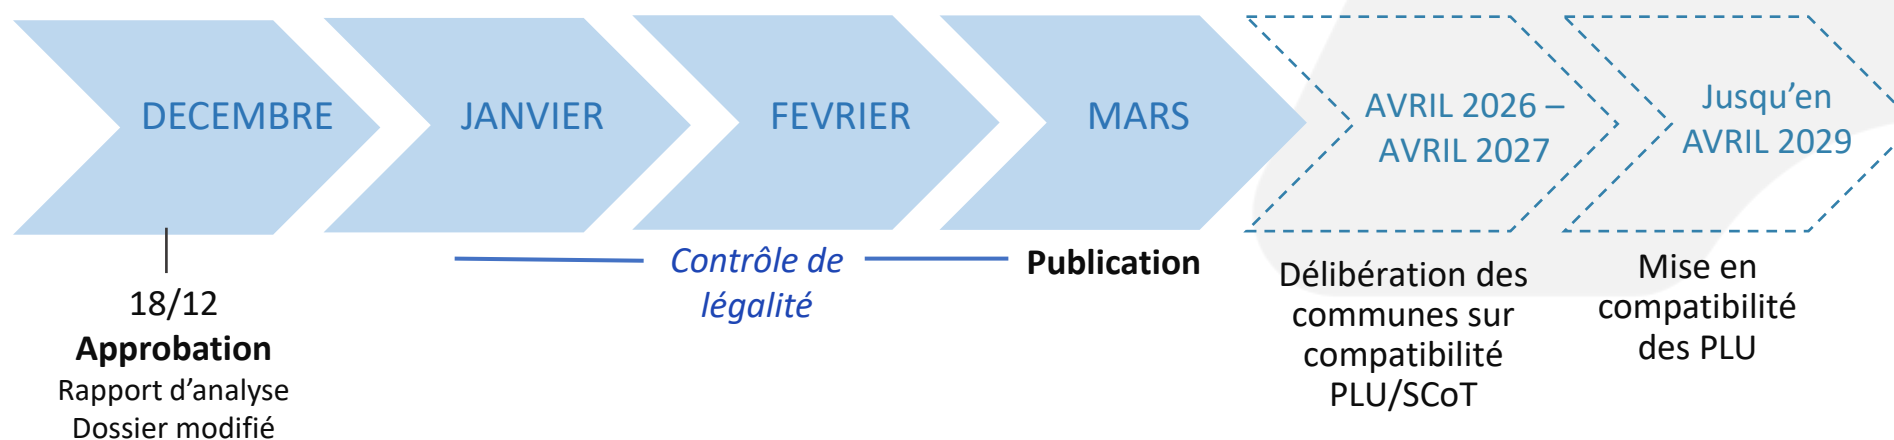 DECEMBRE
JANVIER
FEVRIER
MARS
AVRIL 2026 –
AVRIL 2027
Jusqu’en
AVRIL 2029
18/12
Approbation
Rapport d’analyse
Dossier modifié
Contrôle de
légalité
Publication
Délibération des
communes sur
compatibilité
PLU/SCoT
Mise en
compatibilité
des PLU